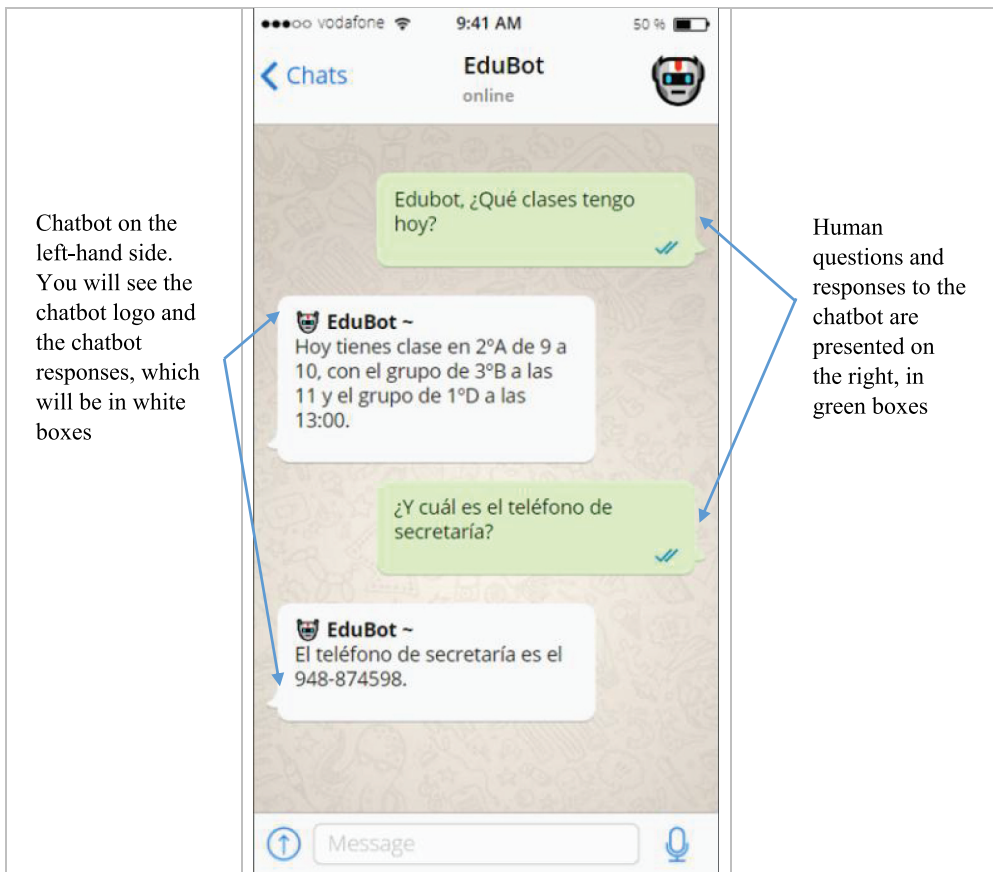 ●●●○○ vodafone 9:41 AM 50 %
Chats
EduBot
online
Chatbot on the
left-hand side.
You will see the
chatbot logo and
the chatbot
responses, which
will be in white
boxes
Edubot, ¿Qué clases tengo
hoy?
EduBot ~
Hoy tienes clase en 2ºA de 9 a
10, con el grupo de 3ºB a las
11 y el grupo de 1ºD a las
13:00.
¿Y cuál es el teléfono de
secretaría?
EduBot ~
El teléfono de secretaría es el
948-874598.
Message
Human
questions and
responses to the
chatbot are
presented on
the right, in
green boxes